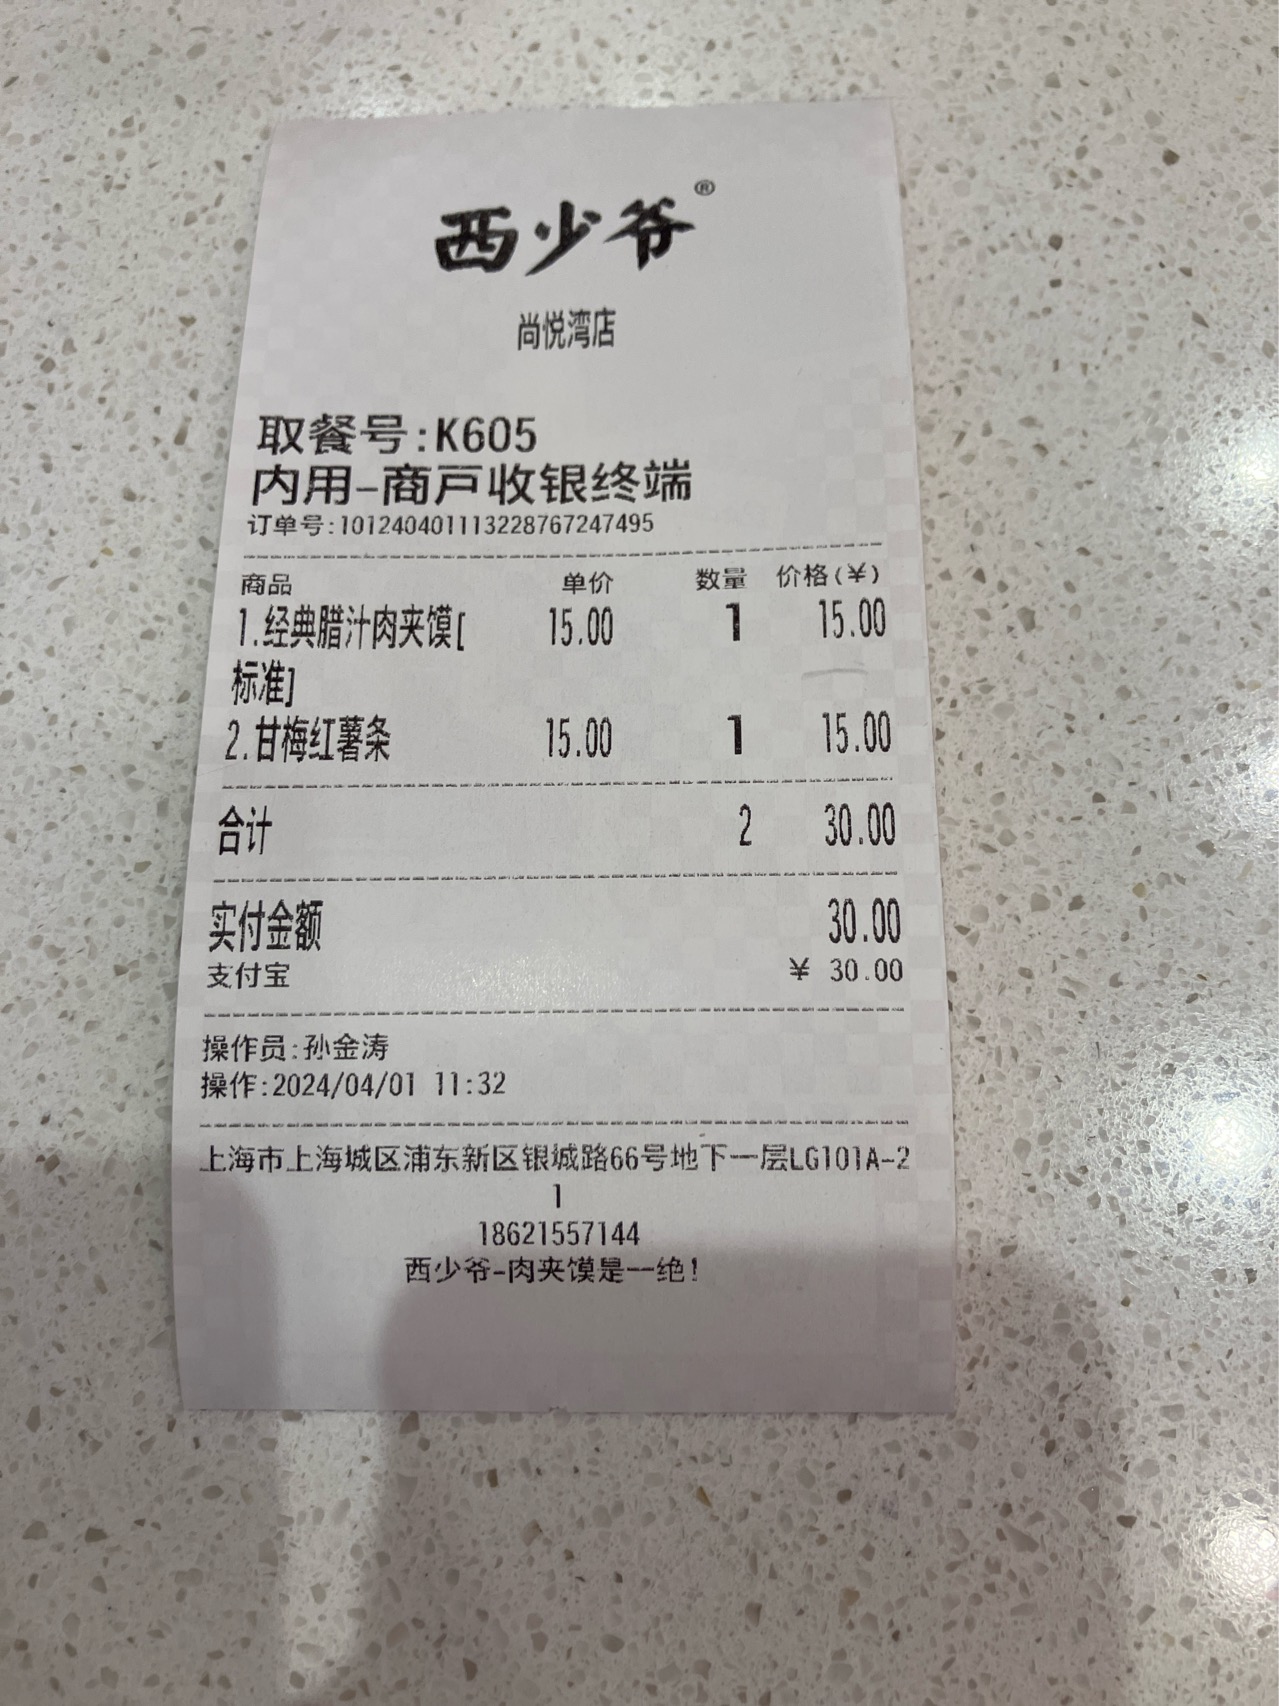 西少爷®
尚悦湾店
取餐号:K605
内用-商戸收银终端
订单号:101240401113228767247495
商品 单价 数量 价格(¥)
1.经典腊汁肉夹馍[ 15.00 1 15.00
标准]
2.甘梅红薯条 15.00 1 15.00
合计 2 30.00
实付金额 30.00
支付宝 ¥ 30.00
操作员:孙金涛
操作:2024/04/01 11:32
上海市上海城区浦东新区银城路66号地下一层LG101A-2
1
18621557144
西少爷-肉夹馍是一绝!